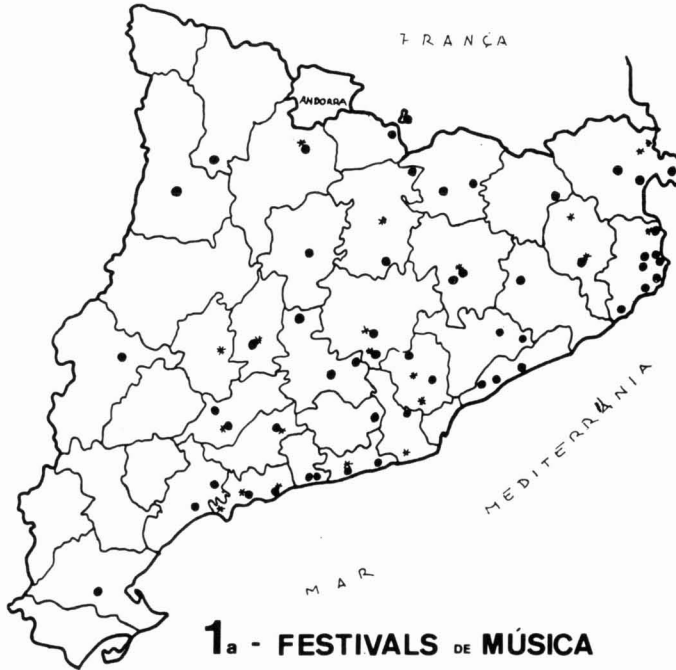 FRANÇA
ANDORRA
MEDITERRÀNIA
MAR
1a - FESTIVALS DE MÚSICA